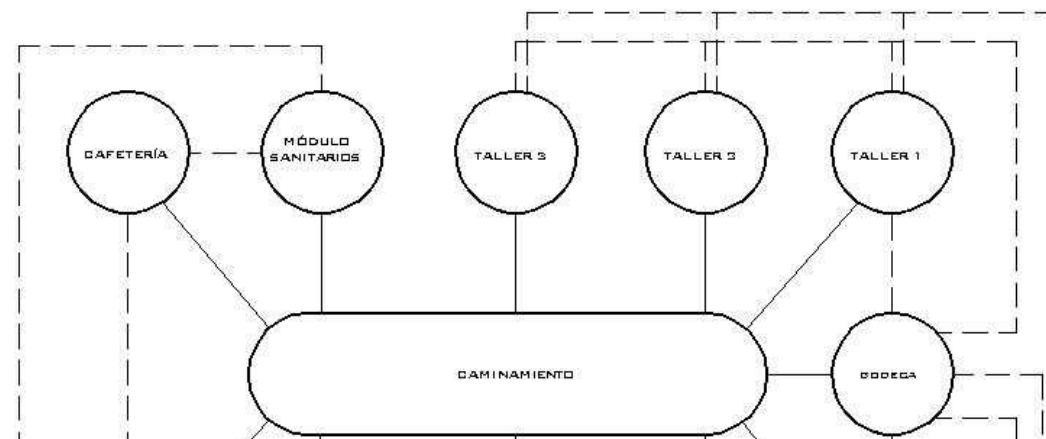 CAFETERÍA
MÓDULO
SANITARIOS
TALLER 3
TALLER 3
TALLER 1
CAMINAMIENTO
BODEGA